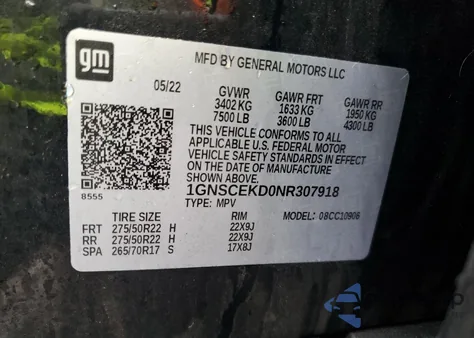 gm
MFD BY GENERAL MOTORS LLC
05/22
GVWR GAWR FRT GAWR RR
3402 KG 1633 KG 1950 KG
7500 LB 3600 LB 4300 LB
THIS VEHICLE CONFORMS TO ALL
APPLICABLE U.S. FEDERAL MOTOR
VEHICLE SAFETY STANDARDS IN EFFECT
ON THE DATE OF MANUFACTURE
SHOWN ABOVE.
1GNSCEKD0NR307918
TYPE: MPV
8555
TIRE SIZE RIM MODEL: 08CC10906
FRT 275/50R22 H 22X9J
RR 275/50R22 H 22X9J
SPA 265/70R17 S 17X8J